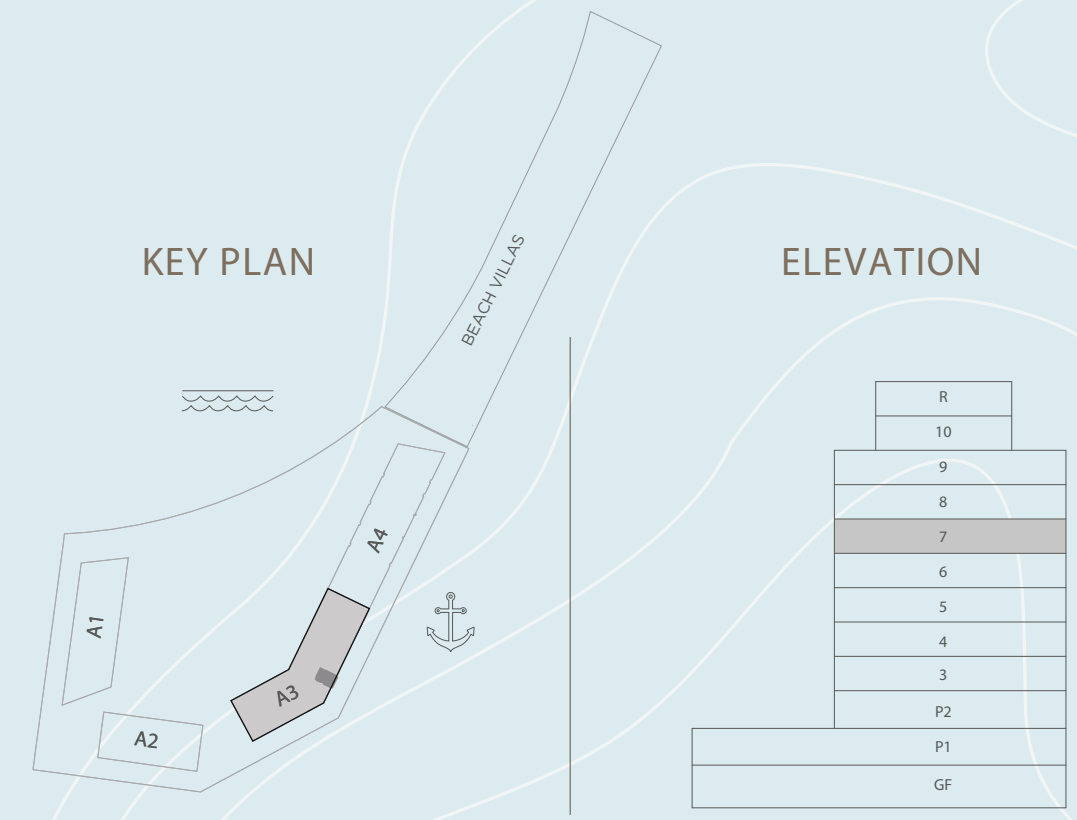 KEY PLAN
BEACH VILLAS
A4
A1
A3
A2
ELEVATION
R
10
9
8
7
6
5
4
3
P2
P1
GF